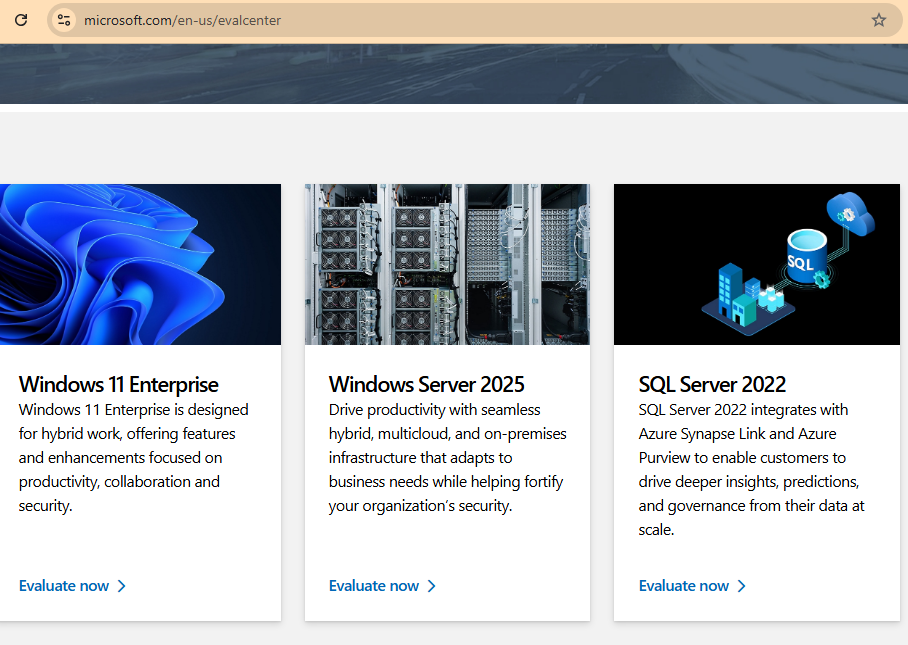 microsoft.com/en-us/evalcenter
SQL
Windows 11 Enterprise
Windows 11 Enterprise is designed
for hybrid work, offering features
and enhancements focused on
productivity, collaboration and
security.
Evaluate now
Windows Server 2025
Drive productivity with seamless
hybrid, multicloud, and on-premises
infrastructure that adapts to
business needs while helping fortify
your organization's security.
Evaluate now
SQL Server 2022
SQL Server 2022 integrates with
Azure Synapse Link and Azure
Purview to enable customers to
drive deeper insights, predictions,
and governance from their data at
scale.
Evaluate now